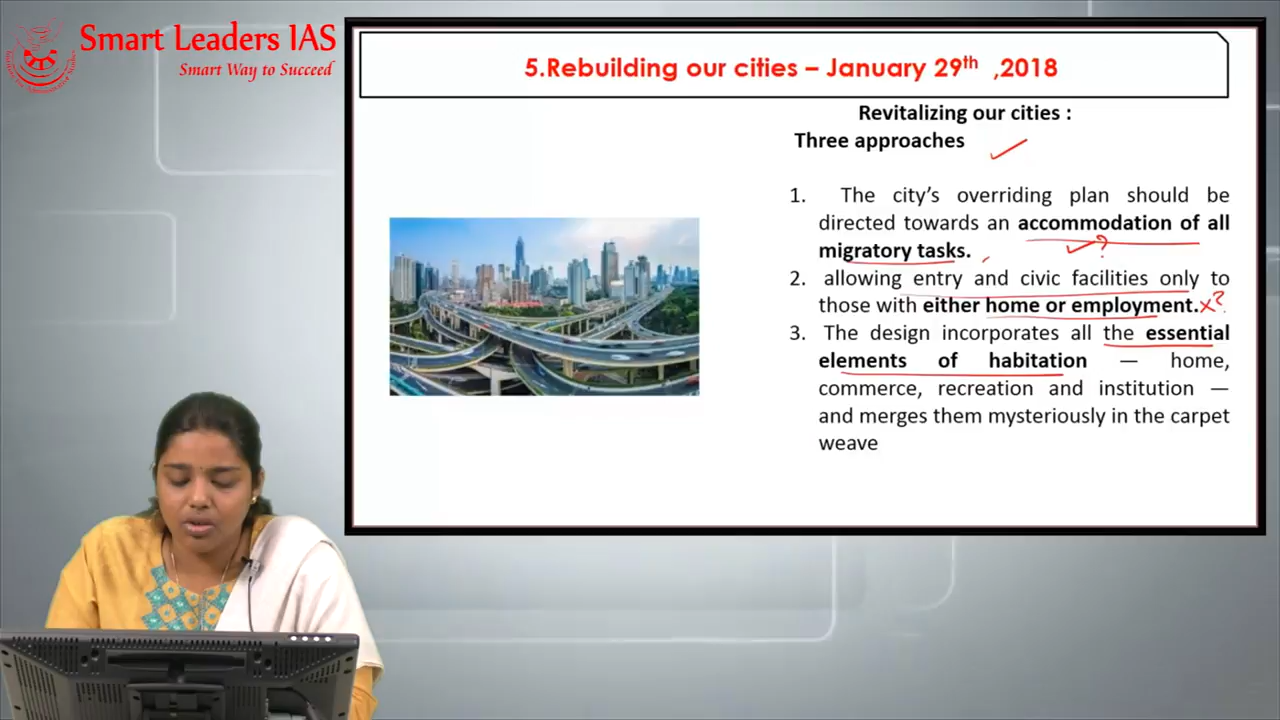 Smart Leaders IAS
Smart Way to Succeed
5.Rebuilding our cities – January 29th ,2018
Revitalizing our cities :
Three approaches
1. The city’s overriding plan should be
directed towards an accommodation of all
migratory tasks.
?
2. allowing entry and civic facilities only to
those with either home or employment.x?
3. The design incorporates all the essential
elements of habitation — home,
commerce, recreation and institution —
and merges them mysteriously in the carpet
weave